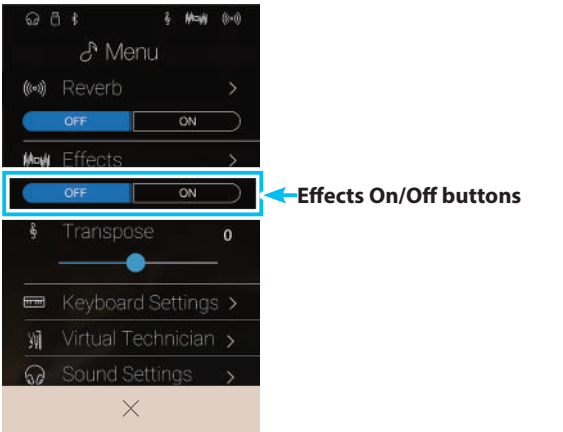 Menu
Reverb
OFF ON
Effects
OFF ON
Effects On/Off buttons
Transpose 0
Keyboard Settings
Virtual Technician
Sound Settings